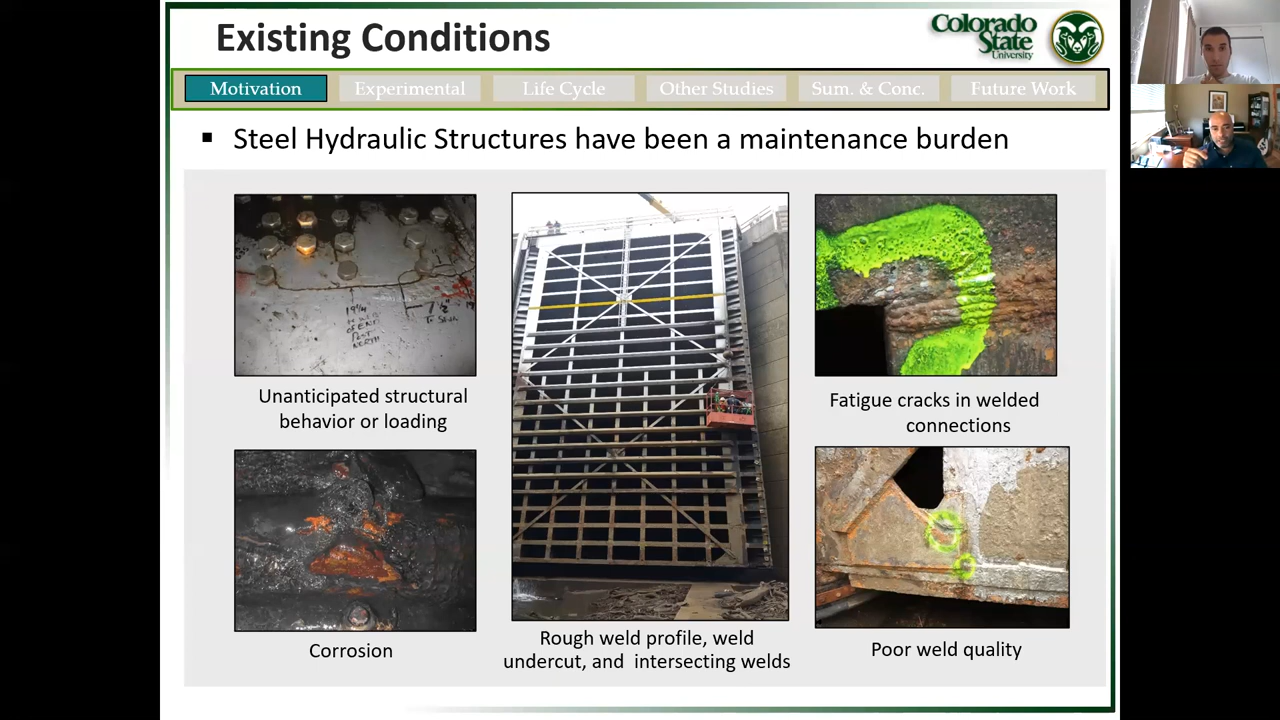 Existing Conditions
Colorado
State
University
Motivation
Experimental
Life Cycle
Other Studies
Sum. & Conc.
Future Work
▪ Steel Hydraulic Structures have been a maintenance burden
Unanticipated structural
behavior or loading
Fatigue cracks in welded
connections
Corrosion
Rough weld profile, weld
undercut, and intersecting welds
Poor weld quality